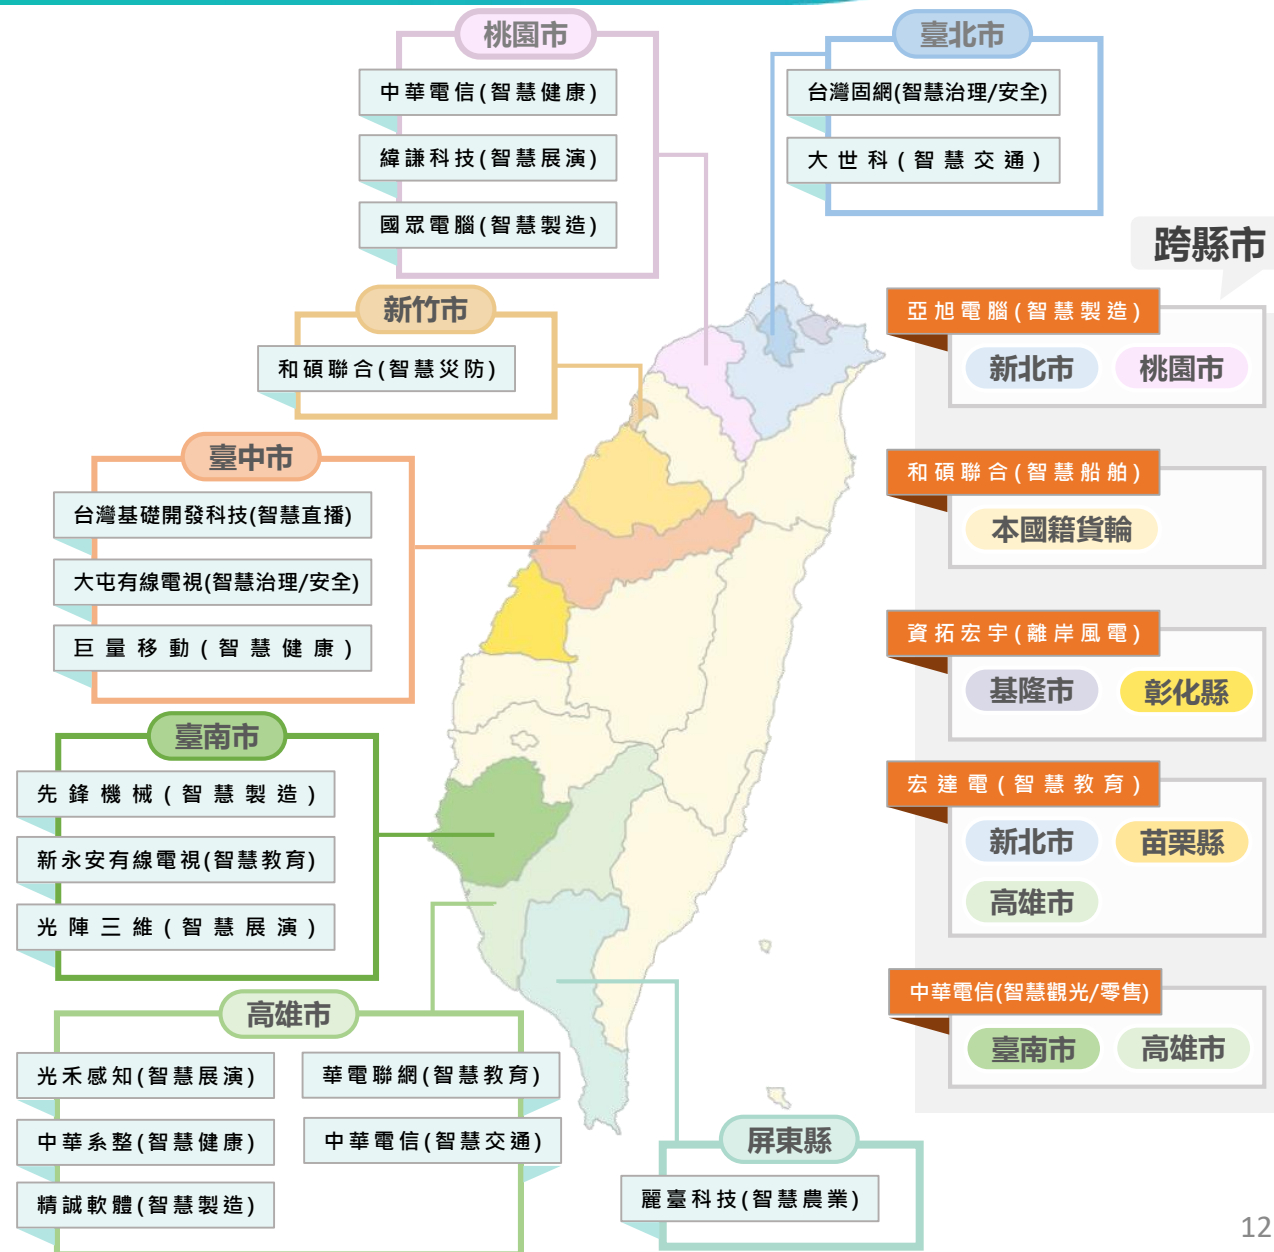 桃園市
中華電信(智慧健康)
緯謙科技(智慧展演)
國眾電腦(智慧製造)
臺北市
台灣固網(智慧治理/安全)
大世科(智慧交通)
新竹市
和碩聯合(智慧災防)
臺中市
台灣基礎開發科技(智慧直播)
大屯有線電視(智慧治理/安全)
巨量移動(智慧健康)
臺南市
先鋒機械(智慧製造)
新永安有線電視(智慧教育)
光陣三維(智慧展演)
高雄市
光禾感知(智慧展演)
華電聯網(智慧教育)
中華系整(智慧健康)
中華電信(智慧交通)
精誠軟體(智慧製造)
屏東縣
麗臺科技(智慧農業)
跨縣市
亞旭電腦(智慧製造)
新北市 桃園市
和碩聯合(智慧船舶)
本國籍貨輪
資拓宏宇(離岸風電)
基隆市 彰化縣
宏達電(智慧教育)
新北市 苗栗縣
高雄市
中華電信(智慧觀光/零售)
臺南市 高雄市
12